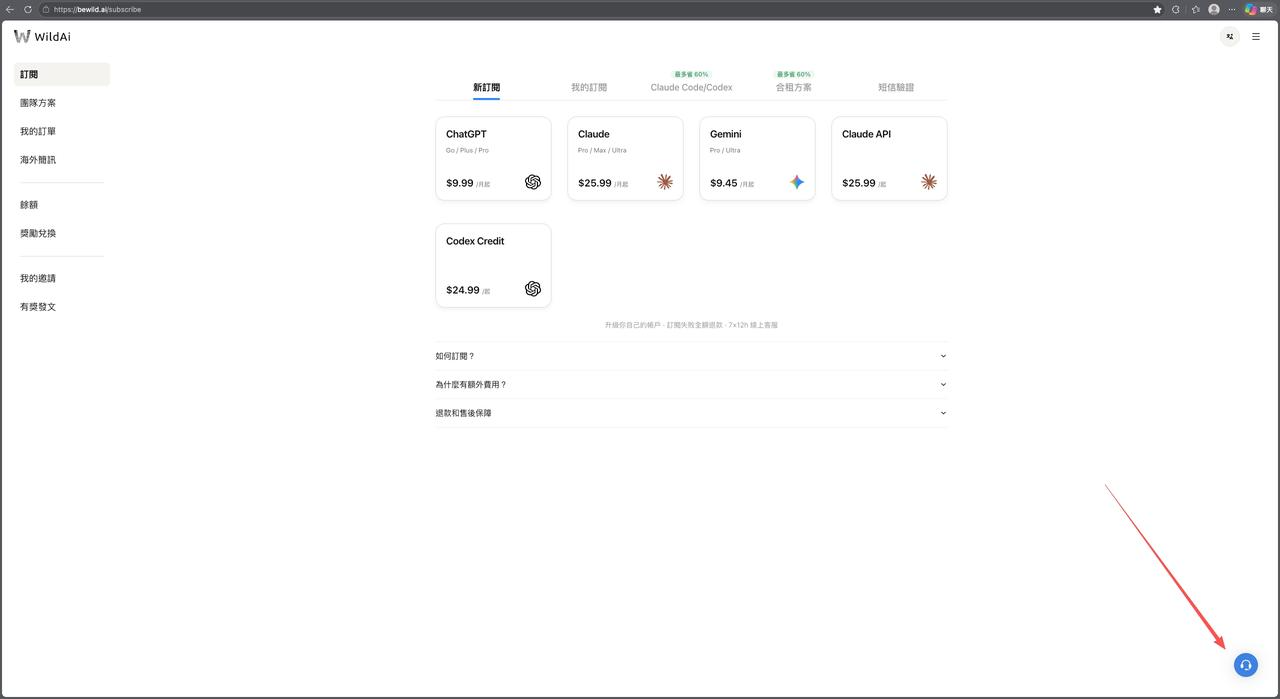 https://bewild.ai/subscribe
聊天
WildAi
訂閱
團隊方案
我的訂單
海外簡訊
餘額
獎勵兌換
我的邀請
有獎發文
新訂閱
我的訂閱
最多省 60%
Claude Code/Codex
最多省 60%
合租方案
短信驗證
ChatGPT
Go / Plus / Pro
$9.99 /月起
Claude
Pro / Max / Ultra
$25.99 /月起
Gemini
Pro / Ultra
$9.45 /月起
Claude API
$25.99 /起
Codex Credit
$24.99 /起
升級你自己的帳戶 · 訂閱失敗全額退款 · 7x12h 線上客服
如何訂閱？
為什麼有額外費用？
退款和售後保障